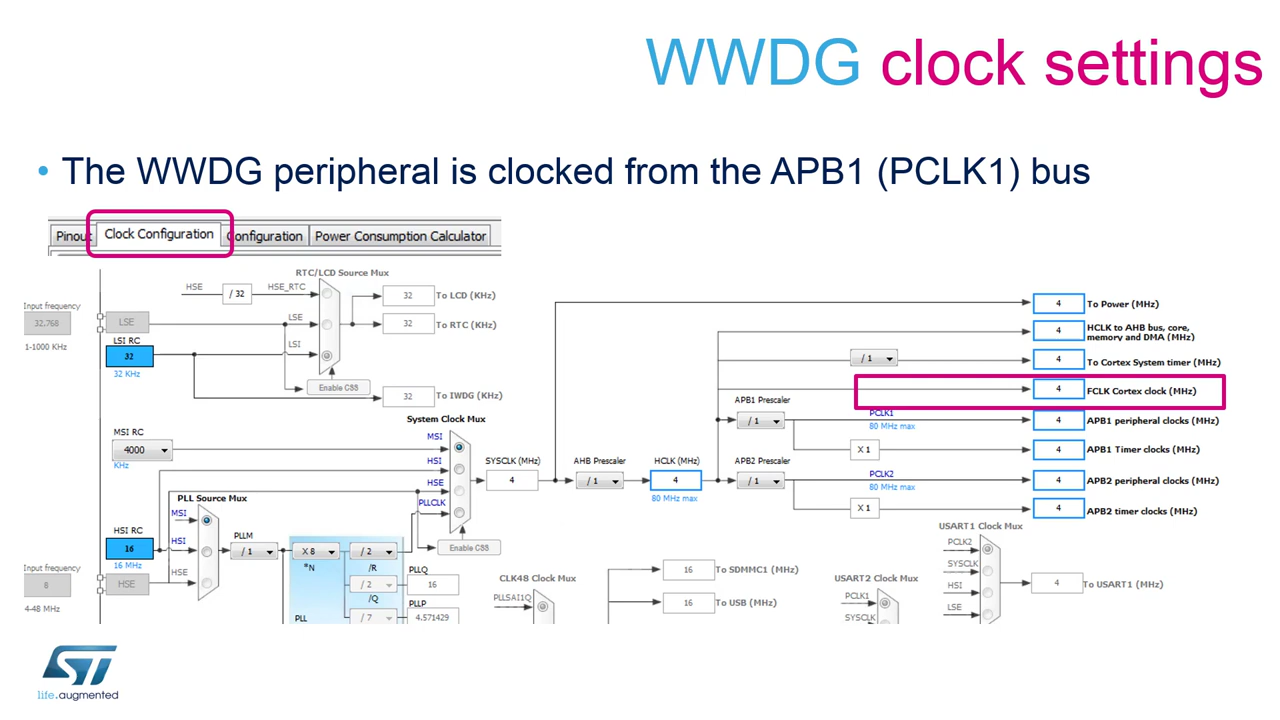 WWDG clock settings
• The WWDG peripheral is clocked from the APB1 (PCLK1) bus
Pinout
Clock Configuration
Configuration
Power Consumption Calculator
RTC/LCD Source Mux
HSE
/ 32
HSE_RTC
32
To LCD (KHz)
Input frequency
32.768
1-1000 KHz
LSE
LSE
32
To RTC (KHz)
LSI RC
32
32 KHz
LSI
Enable CSS
32
To IWDG (KHz)
4
To Power (MHz)
4
HCLK to AHB bus, core,
memory and DMA (MHz)
/ 1
4
To Cortex System timer (MHz)
4
FCLK Cortex clock (MHz)
APB1 Prescaler
/ 1
PCLK1
80 MHz max
4
APB1 peripheral clocks (MHz)
X 1
4
APB1 Timer clocks (MHz)
System Clock Mux
MSI RC
4000
KHz
MSI
HSI
HSE
PLLCLK
Enable CSS
SYSCLK (MHz)
4
AHB Prescaler
/ 1
HCLK (MHz)
4
80 MHz max
APB2 Prescaler
/ 1
PCLK2
80 MHz max
4
APB2 peripheral clocks (MHz)
X 1
4
APB2 timer clocks (MHz)
PLL Source Mux
MSI
HSI
HSE
HSI RC
16
16 MHz
Input frequency
8
4-48 MHz
HSE
PLLM
/ 1
X 8
*N
/ 2
/R
/ 2
/Q
/ 7
PLL
PLLQ
16
PLLP
4.571429
CLK48 Clock Mux
PLLSAI1Q
16
To SDMMC1 (MHz)
16
To USB (MHz)
USART2 Clock Mux
PCLK1
SYSCLK
USART1 Clock Mux
PCLK2
SYSCLK
HSI
LSE
4
To USART1 (MHz)
ST
life.augmented